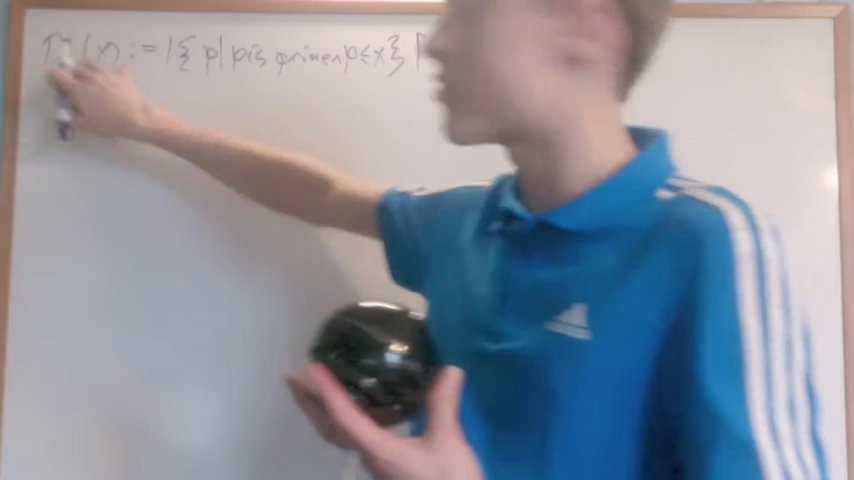 π(x) := |{p | p is prime ∧ p ≤ x}|